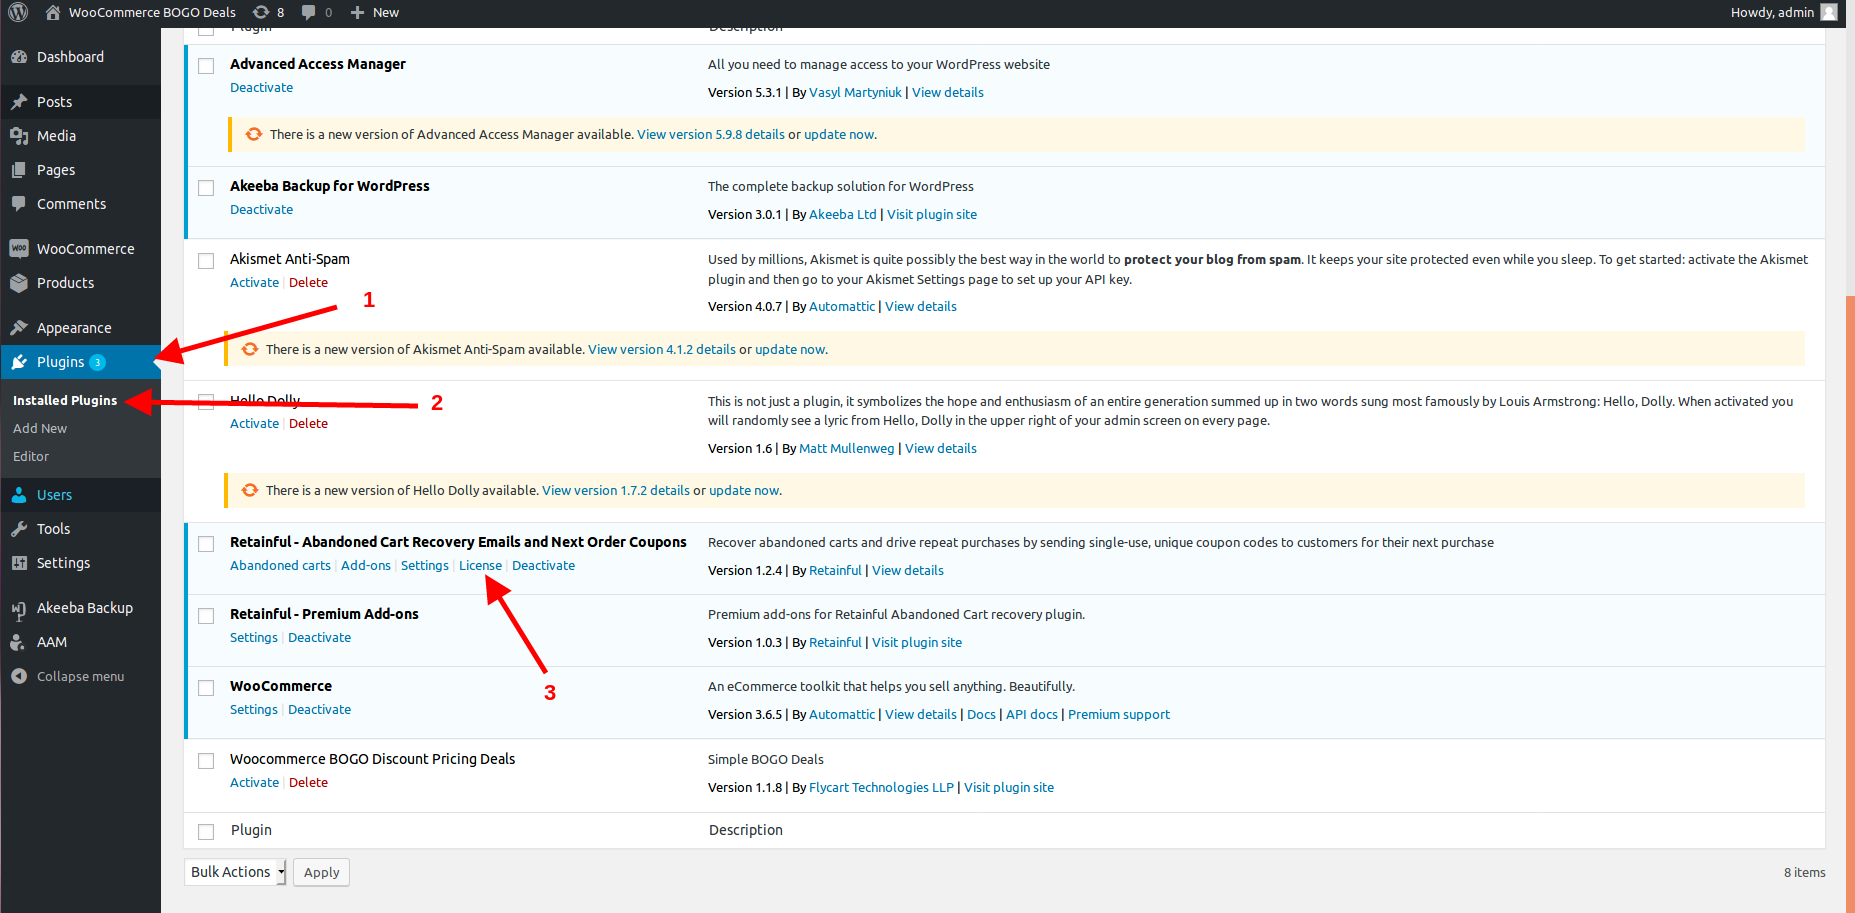 WooCommerce BOGO Deals 8 0 New Howdy, admin
Plugin Description
Dashboard
Posts
Media
Pages
Comments
WooCommerce
Products
Appearance
Plugins 3
Installed Plugins
Add New
Editor
Users
Tools
Settings
Akeeba Backup
AAM
Collapse menu
Advanced Access Manager All you need to manage access to your WordPress website
Deactivate Version 5.3.1 | By Vasyl Martyniuk | View details
There is a new version of Advanced Access Manager available. View version 5.9.8 details or update now.
Akeeba Backup for WordPress The complete backup solution for WordPress
Deactivate Version 3.0.1 | By Akeeba Ltd | Visit plugin site
Akismet Anti-Spam Used by millions, Akismet is quite possibly the best way in the world to protect your blog from spam. It keeps your site protected even while you sleep. To get started: activate the Akismet
Activate | Delete plugin and then go to your Akismet Settings page to set up your API key.
Version 4.0.7 | By Automattic | View details
1
There is a new version of Akismet Anti-Spam available. View version 4.1.2 details or update now.
Hello Dolly This is not just a plugin, it symbolizes the hope and enthusiasm of an entire generation summed up in two words sung most famously by Louis Armstrong: Hello, Dolly. When activated you
2
Activate | Delete will randomly see a lyric from Hello, Dolly in the upper right of your admin screen on every page.
Version 1.6 | By Matt Mullenweg | View details
There is a new version of Hello Dolly available. View version 1.7.2 details or update now.
Retainful - Abandoned Cart Recovery Emails and Next Order Coupons Recover abandoned carts and drive repeat purchases by sending single-use, unique coupon codes to customers for their next purchase
Abandoned carts | Add-ons | Settings | License | Deactivate Version 1.2.4 | By Retainful | View details
Retainful - Premium Add-ons Premium add-ons for Retainful Abandoned Cart recovery plugin.
Settings | Deactivate Version 1.0.3 | By Retainful | Visit plugin site
WooCommerce An eCommerce toolkit that helps you sell anything. Beautifully.
3
Settings | Deactivate Version 3.6.5 | By Automattic | View details | Docs | API docs | Premium support
Woocommerce BOGO Discount Pricing Deals Simple BOGO Deals
Activate | Delete Version 1.1.8 | By Flycart Technologies LLP | Visit plugin site
Plugin Description
Bulk Actions Apply 8 items